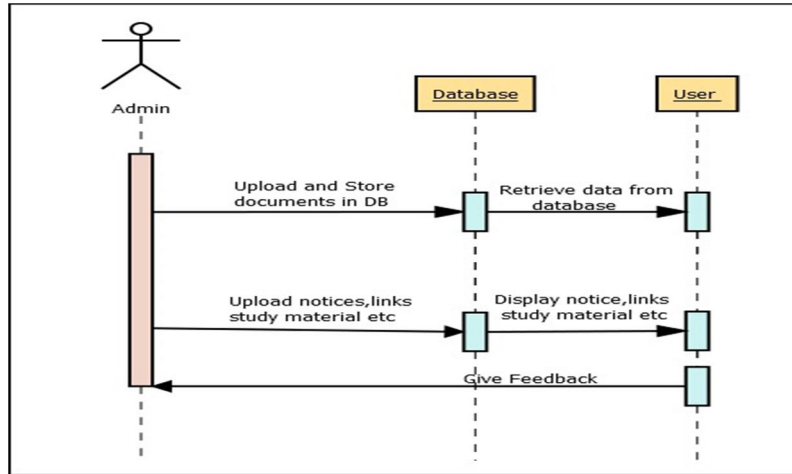 Admin
Database
User
Upload and Store
documents in DB
Retrieve data from
database
Upload notices,links
study material etc
Display notice,links
study material etc
Give Feedback